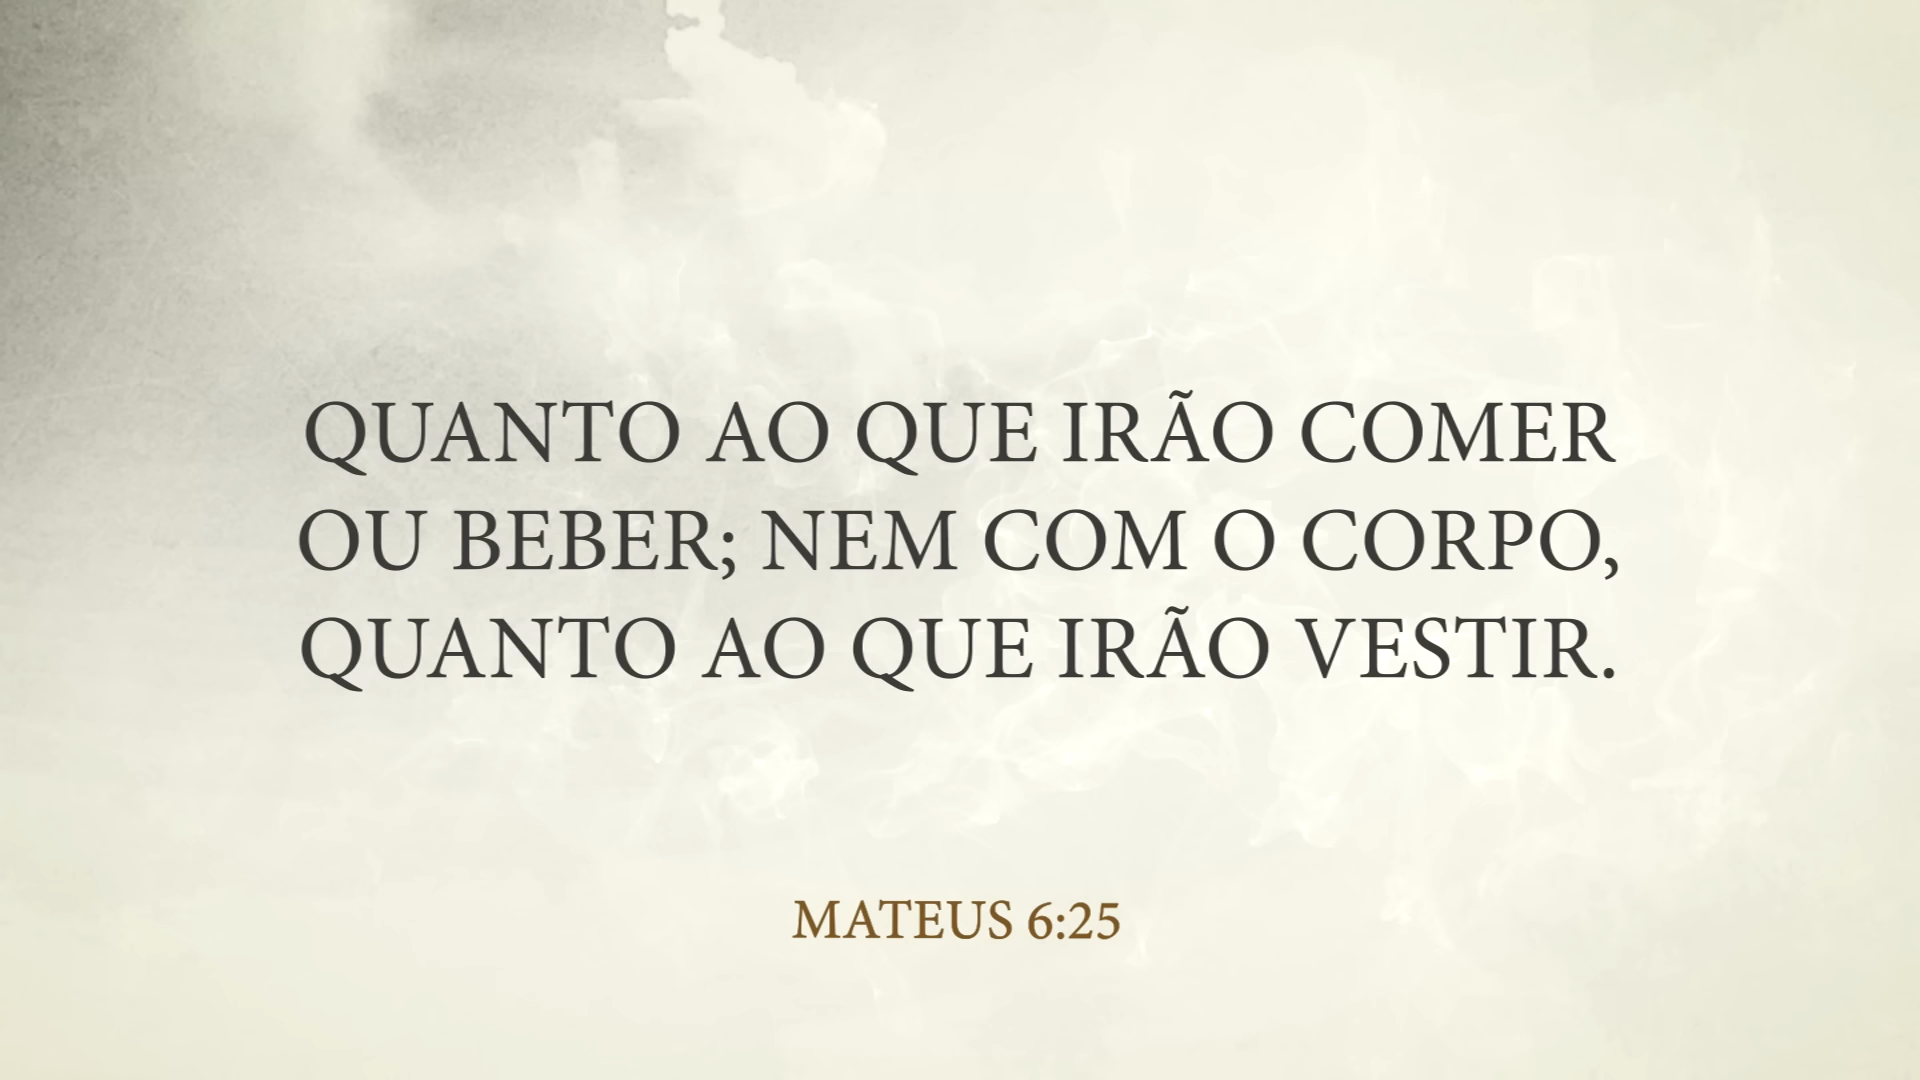 QUANTO AO QUE IRÃO COMER
OU BEBER; NEM COM O CORPO,
QUANTO AO QUE IRÃO VESTIR.
MATEUS 6:25